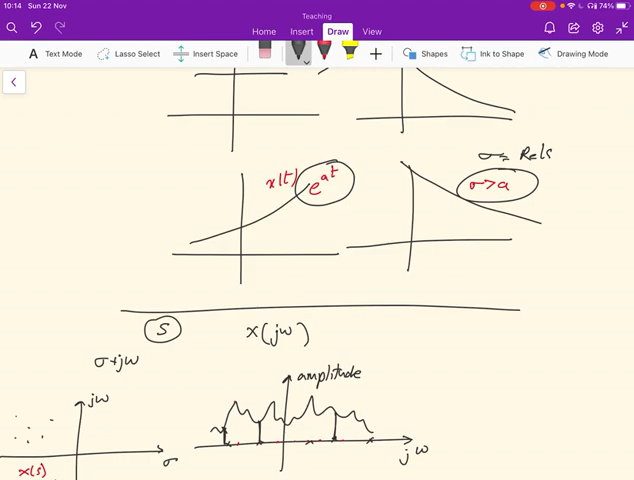 10:14 Sun 22 Nov
Teaching
74%
Home Insert Draw View
Text Mode Lasso Select Insert Space Shapes Ink to Shape Drawing Mode
σ = Re{s
x(t) e^{at}
σ>a
s x(jω)
σ+jω
amplitude
jω
x(s)
σ
jω